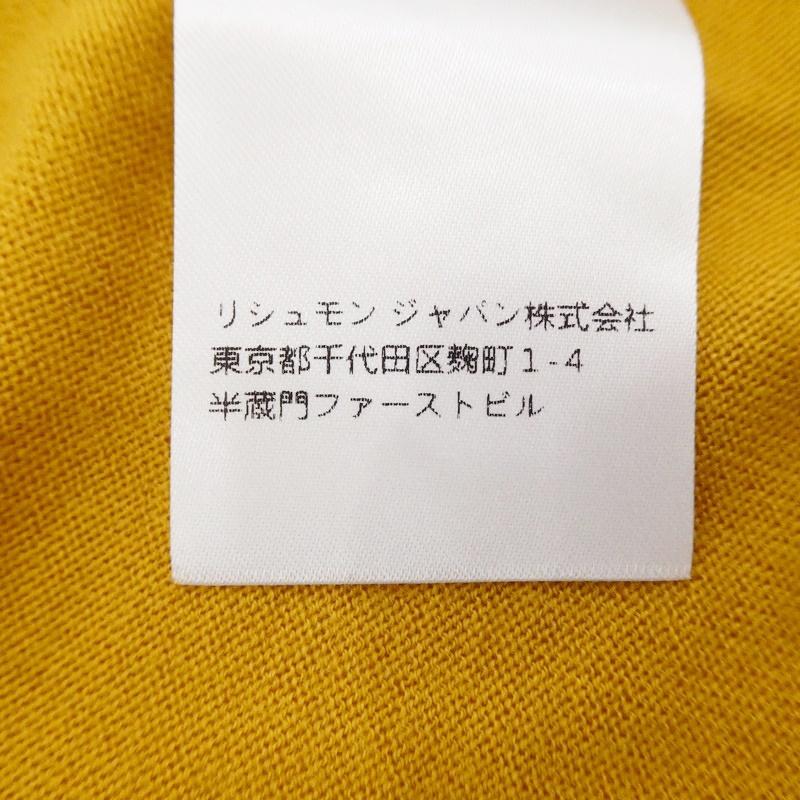 リシュモン ジャパン株式会社
東京都千代田区麹町1-4
半蔵門ファーストビル